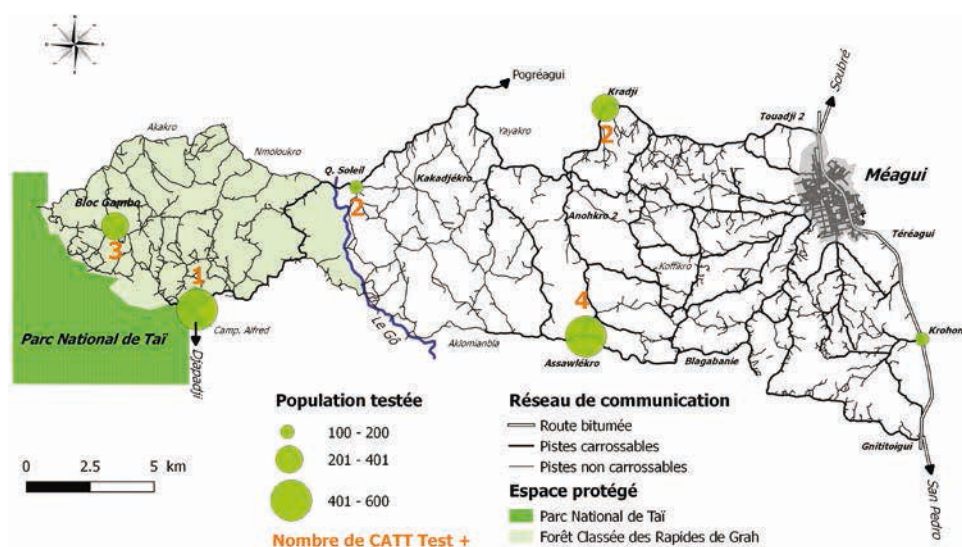 Pogréagui
Soubré
Kradji
Akakro
Touadji 2
2
Yayakro
Nmoloukro
Q. Soleil
Kakadjékro
Méagui
Bloc Gambo
2
Anohkro 2
3
Téréagui
1
Koffikro
4
Parc National de Taï
Camp. Alfred
Le Gô
Aklomianbla
Krohon
Djapadji
Assawlékro
Blagabanie
Population testée
Réseau de communication
100 - 200
Route bitumée
Gnititoigui
Pistes carrossables
201 - 401
Pistes non carrossables
0 2.5 5 km
401 - 600
Espace protégé
San Pedro
Parc National de Taï
Nombre de CATT Test +
Forêt Classée des Rapides de Grah